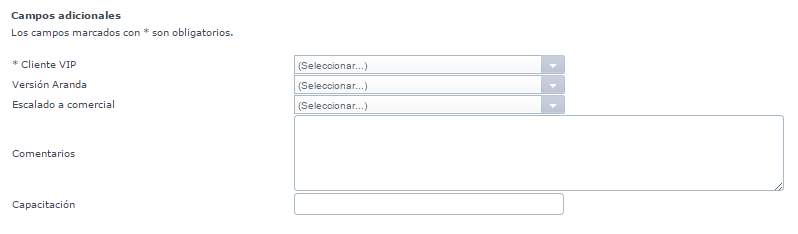 Campos adicionales
Los campos marcados con * son obligatorios.
* Cliente VIP (Seleccionar...)
Versión Aranda (Seleccionar...)
Escalado a comercial (Seleccionar...)
Comentarios
Capacitación